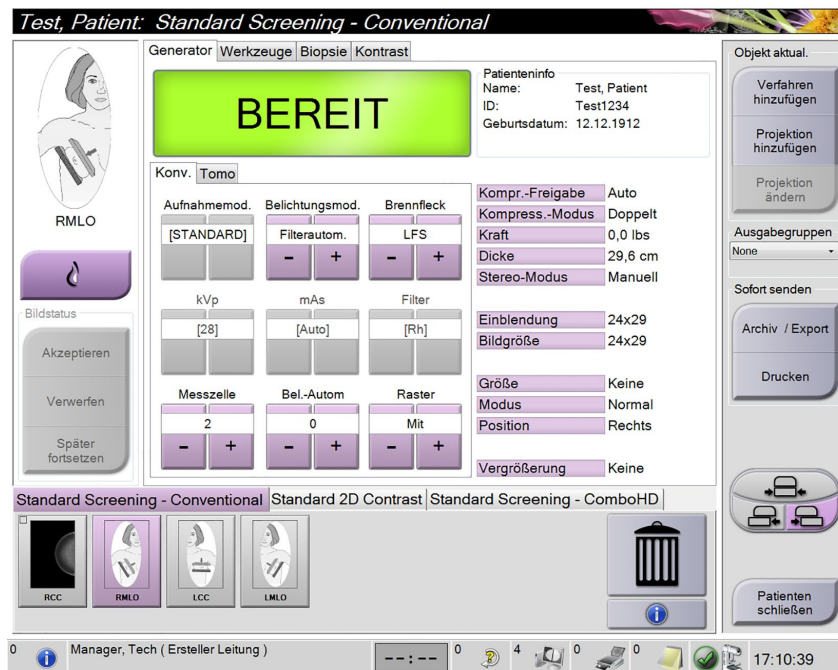 Test, Patient: Standard Screening - Conventional
Generator
Werkzeuge
Biopsie
Kontrast
BEREIT
Patienteninfo
Name: Test, Patient
ID: Test1234
Geburtsdatum: 12.12.1912
RMLO
Bildstatus
Akzeptieren
Verwerfen
Später
fortsetzen
Konv.
Tomo
Aufnahmemod.
[STANDARD]
Belichtungsmod.
Filterautom.
- +
Brennfleck
LFS
- +
kVp
[28]
mAs
[Auto]
Filter
[Rh]
Messzelle
2
- +
Bel.-Autom
0
- +
Raster
Mit
- +
Kompr.-Freigabe Auto
Kompress.-Modus Doppelt
Kraft 0,0 lbs
Dicke 29,6 cm
Stereo-Modus Manuell
Einblendung 24x29
Bildgröße 24x29
Größe Keine
Modus Normal
Position Rechts
Vergrößerung Keine
Objekt aktual.
Verfahren
hinzufügen
Projektion
hinzufügen
Projektion
ändern
Ausgabegruppen
None
Sofort senden
Archiv / Export
Drucken
Patienten
schließen
Standard Screening - Conventional
Standard 2D Contrast
Standard Screening - ComboHD
RCC
RMLO
LCC
LMLO
0
Manager, Tech ( Ersteller Leitung )
--:--
0
4
0
0
17:10:39